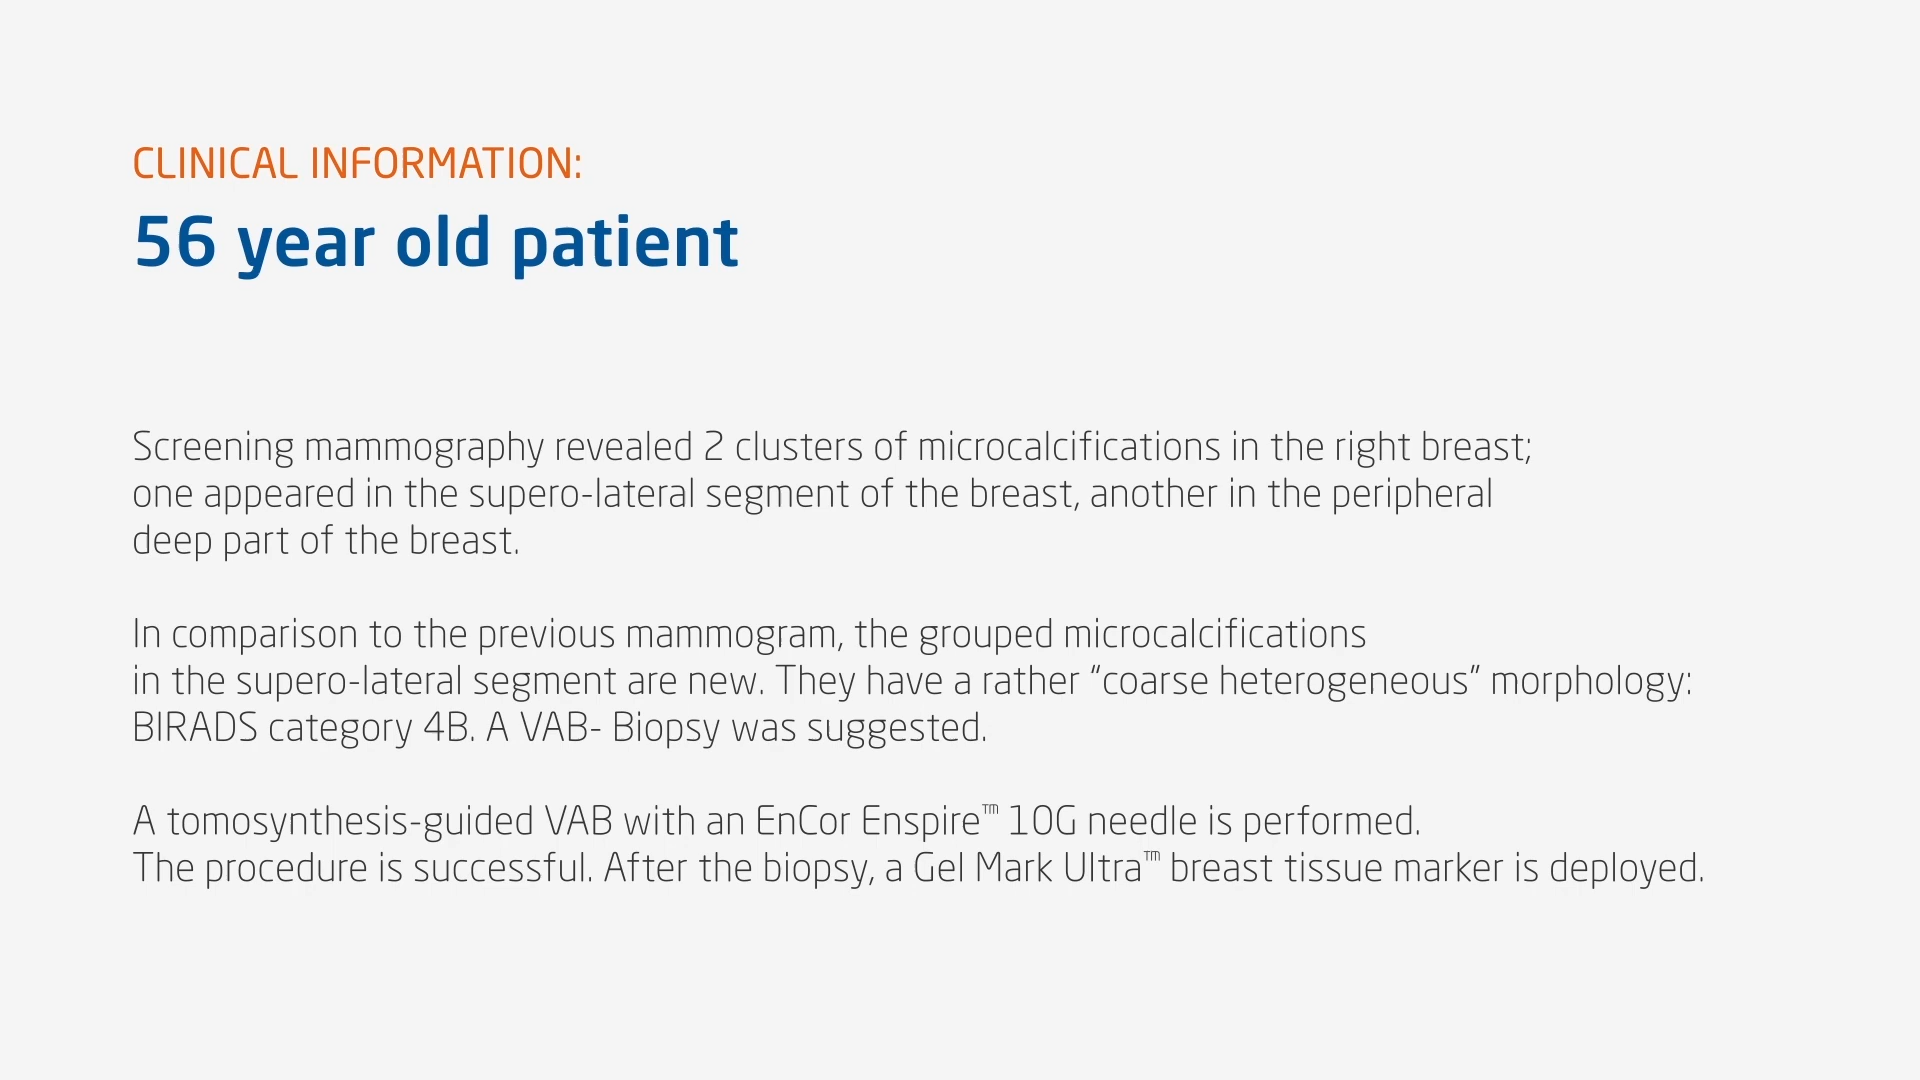 CLINICAL INFORMATION:
56 year old patient
Screening mammography revealed 2 clusters of microcalcifications in the right breast;
one appeared in the supero-lateral segment of the breast, another in the peripheral
deep part of the breast.
In comparison to the previous mammogram, the grouped microcalcifications
in the supero-lateral segment are new. They have a rather “coarse heterogeneous” morphology:
BIRADS category 4B. A VAB- Biopsy was suggested.
A tomosynthesis-guided VAB with an EnCor Enspire™ 10G needle is performed.
The procedure is successful. After the biopsy, a Gel Mark Ultra™ breast tissue marker is deployed.